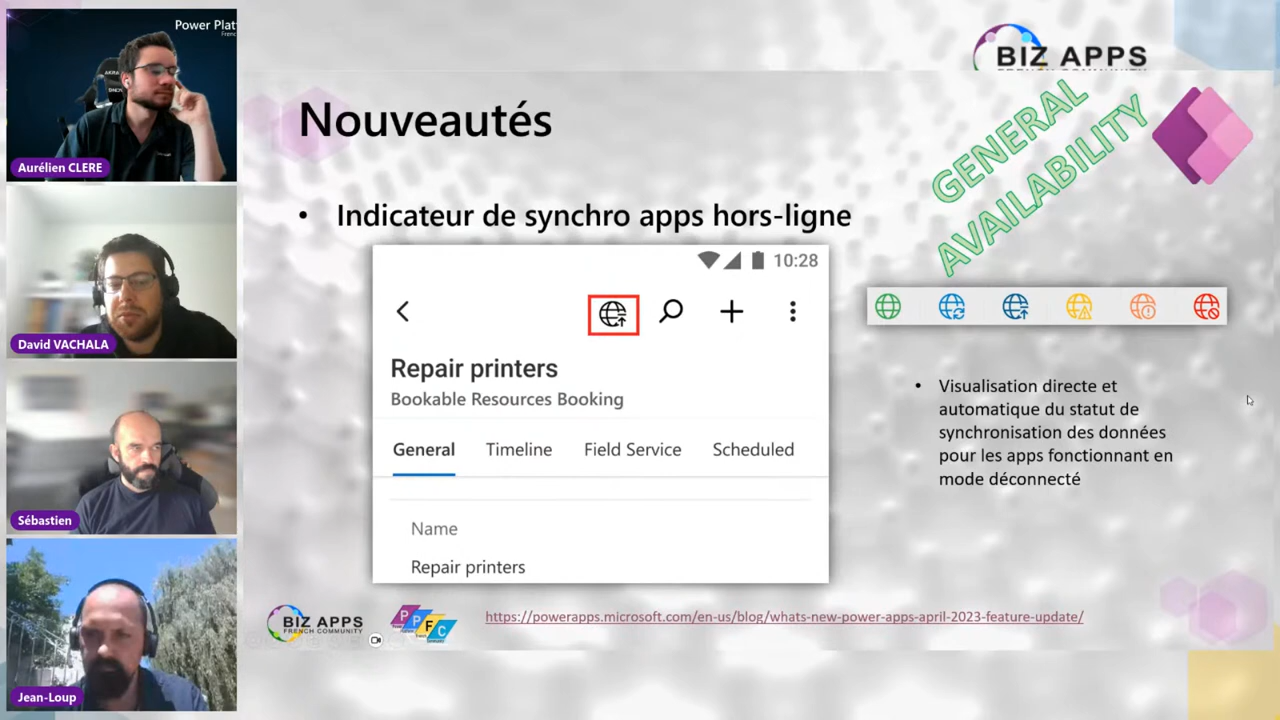 Power Plat
Frenc
Aurélien CLERE
David VACHALA
Sébastien
Jean-Loup
BIZ APPS
FRENCH COMMUNITY
Nouveautés
GENERAL
AVAILABILITY
• Indicateur de synchro apps hors-ligne
10:28
Repair printers
Bookable Resources Booking
General Timeline Field Service Scheduled
Name
Repair printers
• Visualisation directe et
automatique du statut de
synchronisation des données
pour les apps fonctionnant en
mode déconnecté
BIZ APPS
FRENCH COMMUNITY
P P F C
https://powerapps.microsoft.com/en-us/blog/whats-new-power-apps-april-2023-feature-update/